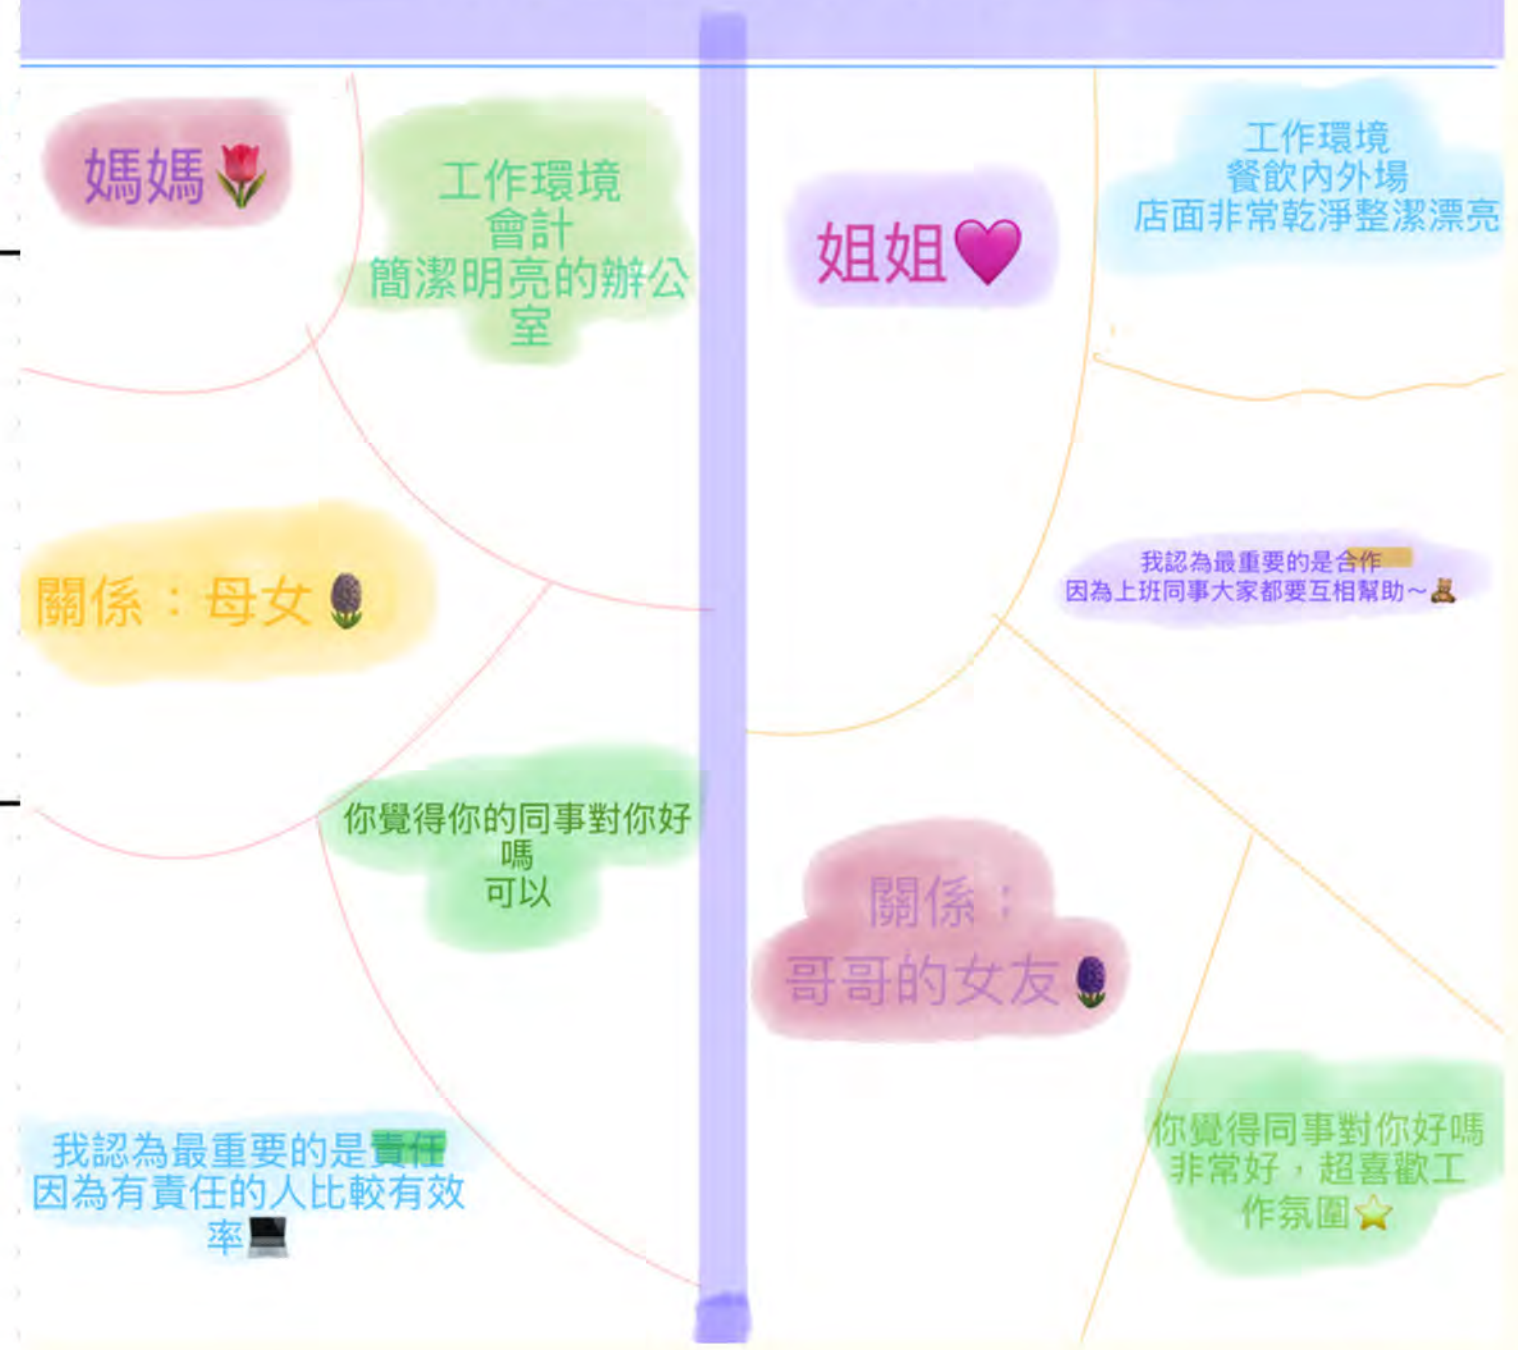 媽媽🌷
工作環境
會計
簡潔明亮的辦公
室
關係：母女🪻
你覺得你的同事對你好
嗎
可以
我認為最重要的是責任
因為有責任的人比較有效
率💻
姐姐🩷
工作環境
餐飲內外場
店面非常乾淨整潔漂亮
我認為最重要的是合作
因為上班同事大家都要互相幫助～🧸
關係：
哥哥的女友🪻
你覺得同事對你好嗎
非常好，超喜歡工
作氛圍⭐